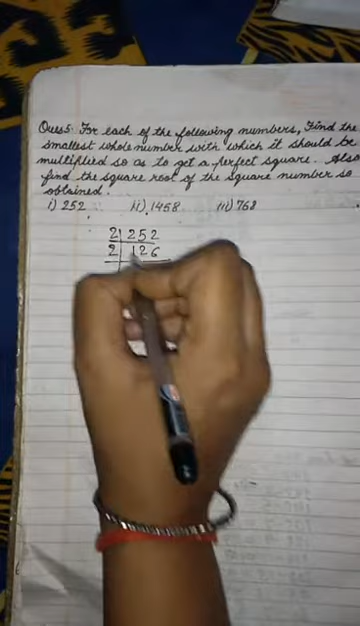 Ques5: For each of the following numbers, Find the
smallest whole number with which it should be
multiplied so as to get a perfect square. Also
find the square root of the square number so
obtained.
i) 252 ii) 1458 iii) 768
2 252
2 126